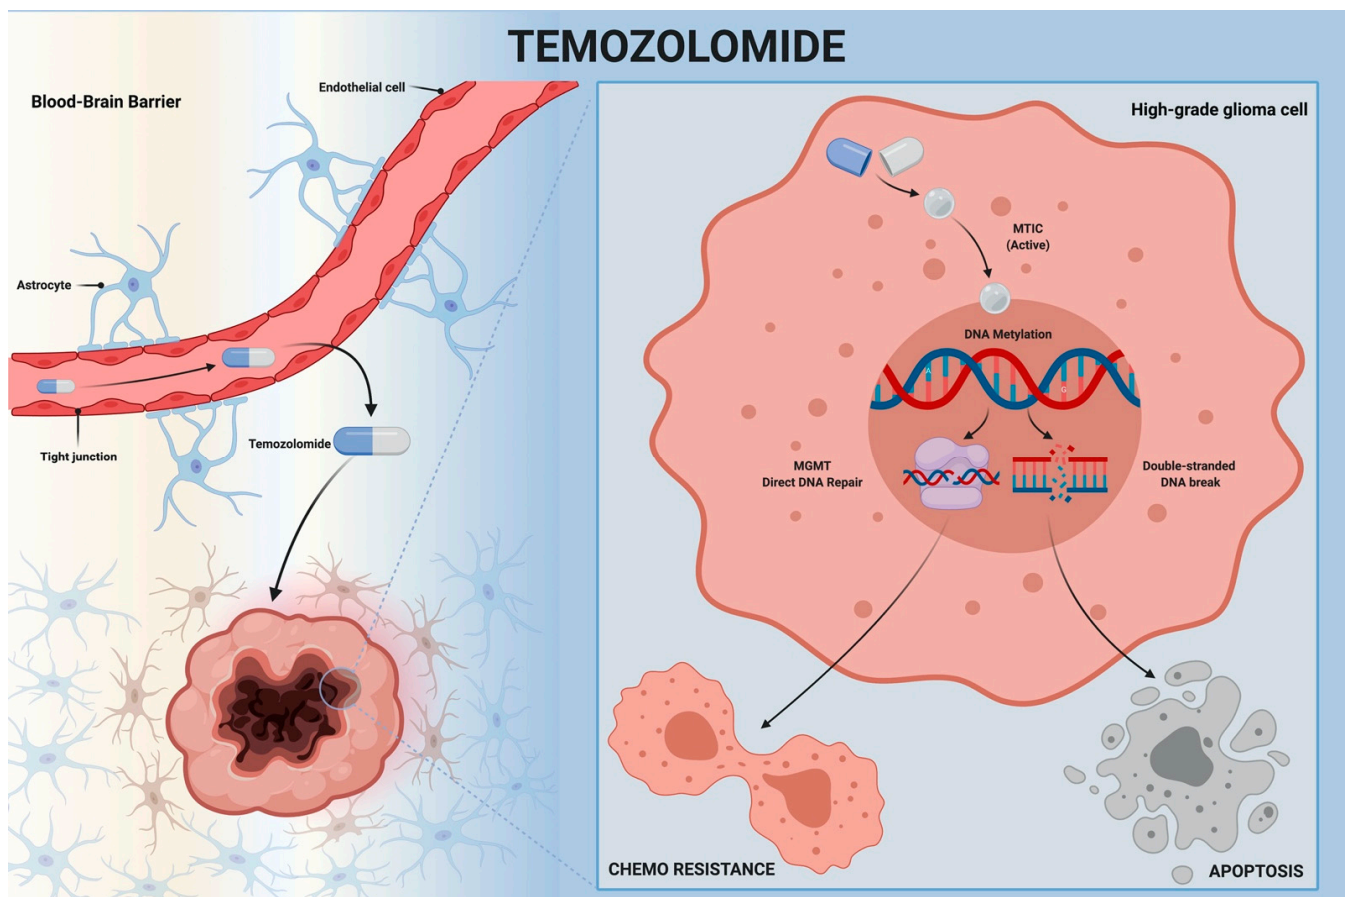 TEMOZOLOMIDE
Blood-Brain Barrier
Endothelial cell
Astrocyte
Tight junction
Temozolomide
High-grade glioma cell
MTIC
(Active)
DNA Metylation
A
G
MGMT
Direct DNA Repair
Double-stranded
DNA break
CHEMO RESISTANCE
APOPTOSIS